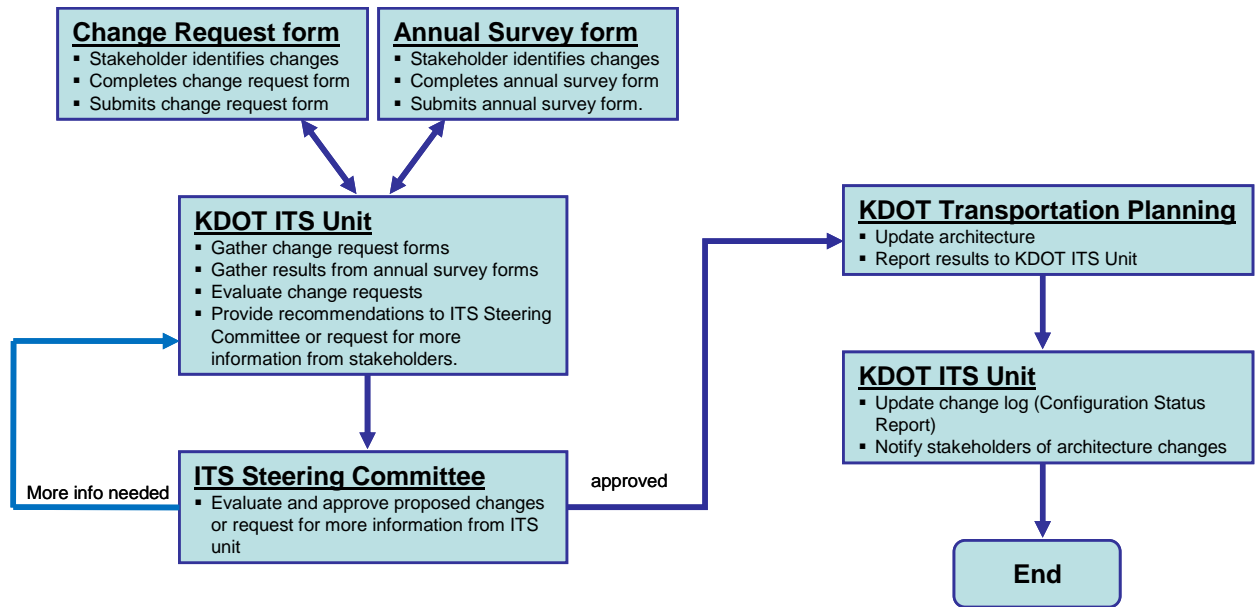 Change Request form
▪ Stakeholder identifies changes
▪ Completes change request form
▪ Submits change request form
Annual Survey form
▪ Stakeholder identifies changes
▪ Completes annual survey form
▪ Submits annual survey form.
KDOT ITS Unit
▪ Gather change request forms
▪ Gather results from annual survey forms
▪ Evaluate change requests
▪ Provide recommendations to ITS Steering
Committee or request for more
information from stakeholders.
More info needed
ITS Steering Committee
▪ Evaluate and approve proposed changes
or request for more information from ITS
unit
approved
KDOT Transportation Planning
▪ Update architecture
▪ Report results to KDOT ITS Unit
KDOT ITS Unit
▪ Update change log (Configuration Status
Report)
▪ Notify stakeholders of architecture changes
End